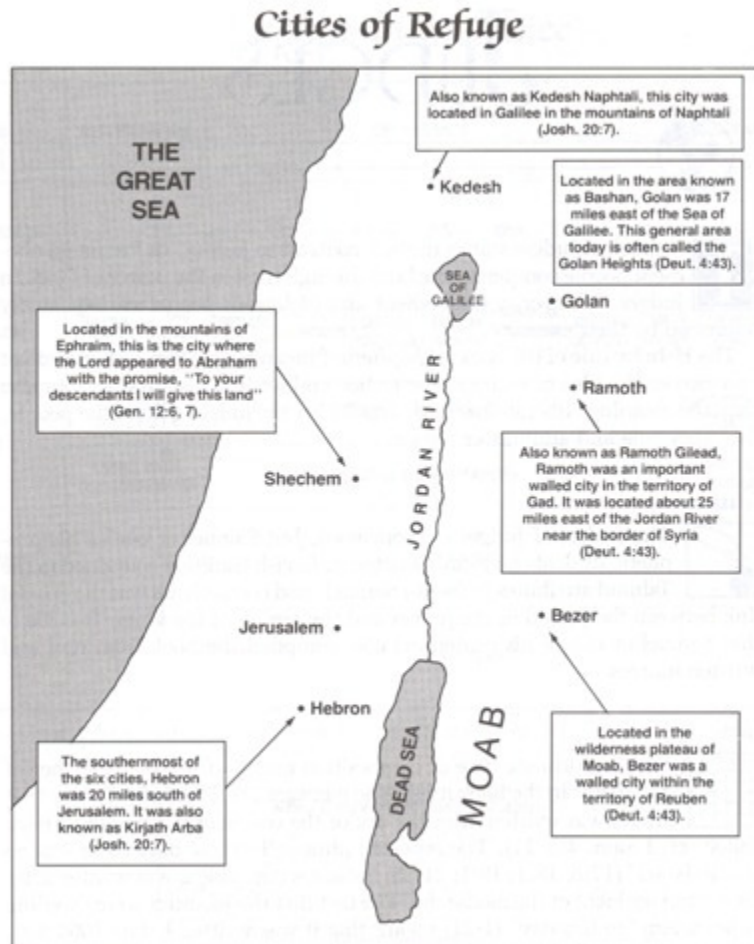 Cities of Refuge
Also known as Kedesh Naphtali, this city was
located in Galilee in the mountains of Naphtali
(Josh. 20:7).
THE
GREAT
SEA
Kedesh
Located in the area known
as Bashan, Golan was 17
miles east of the Sea of
Galilee. This general area
today is often called the
Golan Heights (Deut. 4:43).
SEA
OF
GALILEE
Golan
Located in the mountains of
Ephraim, this is the city where
the Lord appeared to Abraham
with the promise, "To your
descendants I will give this land"
(Gen. 12:6, 7).
JORDAN RIVER
Ramoth
Also known as Ramoth Gilead,
Ramoth was an important
walled city in the territory of
Gad. It was located about 25
miles east of the Jordan River
near the border of Syria
(Deut. 4:43).
Shechem
Jerusalem
Bezer
Hebron
DEAD SEA
MOAB
Located in the
wilderness plateau of
Moab, Bezer was a
walled city within the
territory of Reuben
(Deut. 4:43).
The southernmost of
the six cities, Hebron
was 20 miles south of
Jerusalem. It was also
known as Kirjath Arba
(Josh. 20:7).